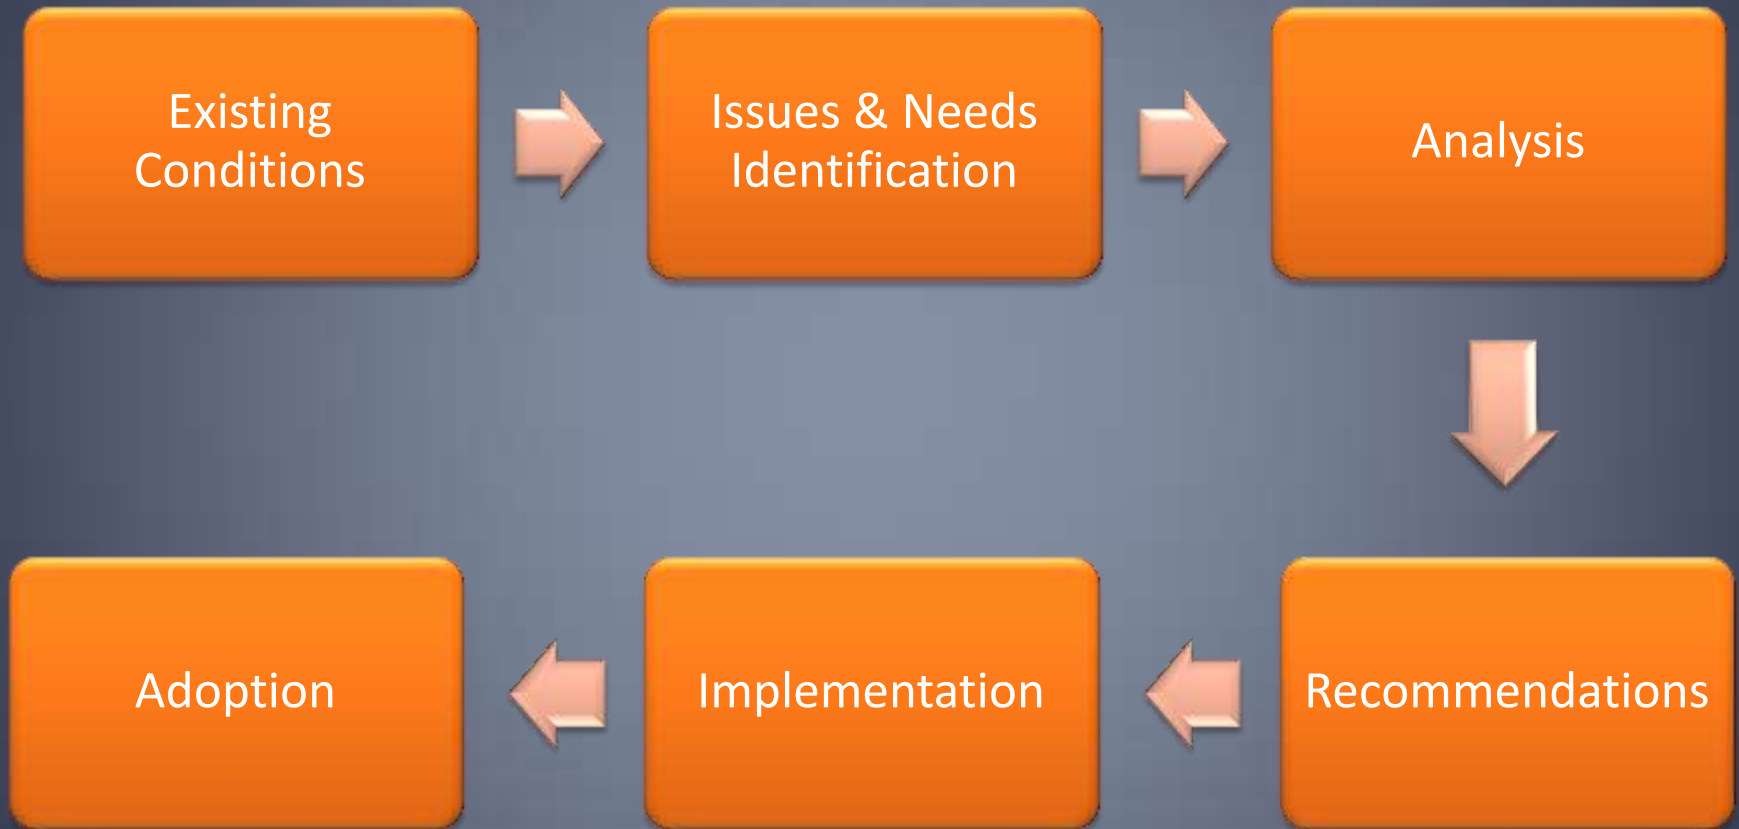 Existing
Conditions
Issues & Needs
Identification
Analysis
Recommendations
Implementation
Adoption